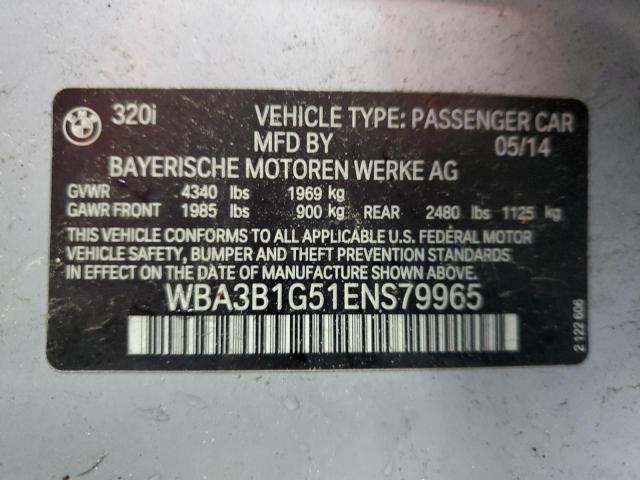 320i VEHICLE TYPE: PASSENGER CAR
MFD BY 05/14
BAYERISCHE MOTOREN WERKE AG
GVWR 4340 lbs 1969 kg
GAWR FRONT 1985 lbs 900 kg REAR 2480 lbs 1125 kg
THIS VEHICLE CONFORMS TO ALL APPLICABLE U.S. FEDERAL MOTOR
VEHICLE SAFETY, BUMPER AND THEFT PREVENTION STANDARDS
IN EFFECT ON THE DATE OF MANUFACTURE SHOWN ABOVE.
WBA3B1G51ENS79965
2 122 606